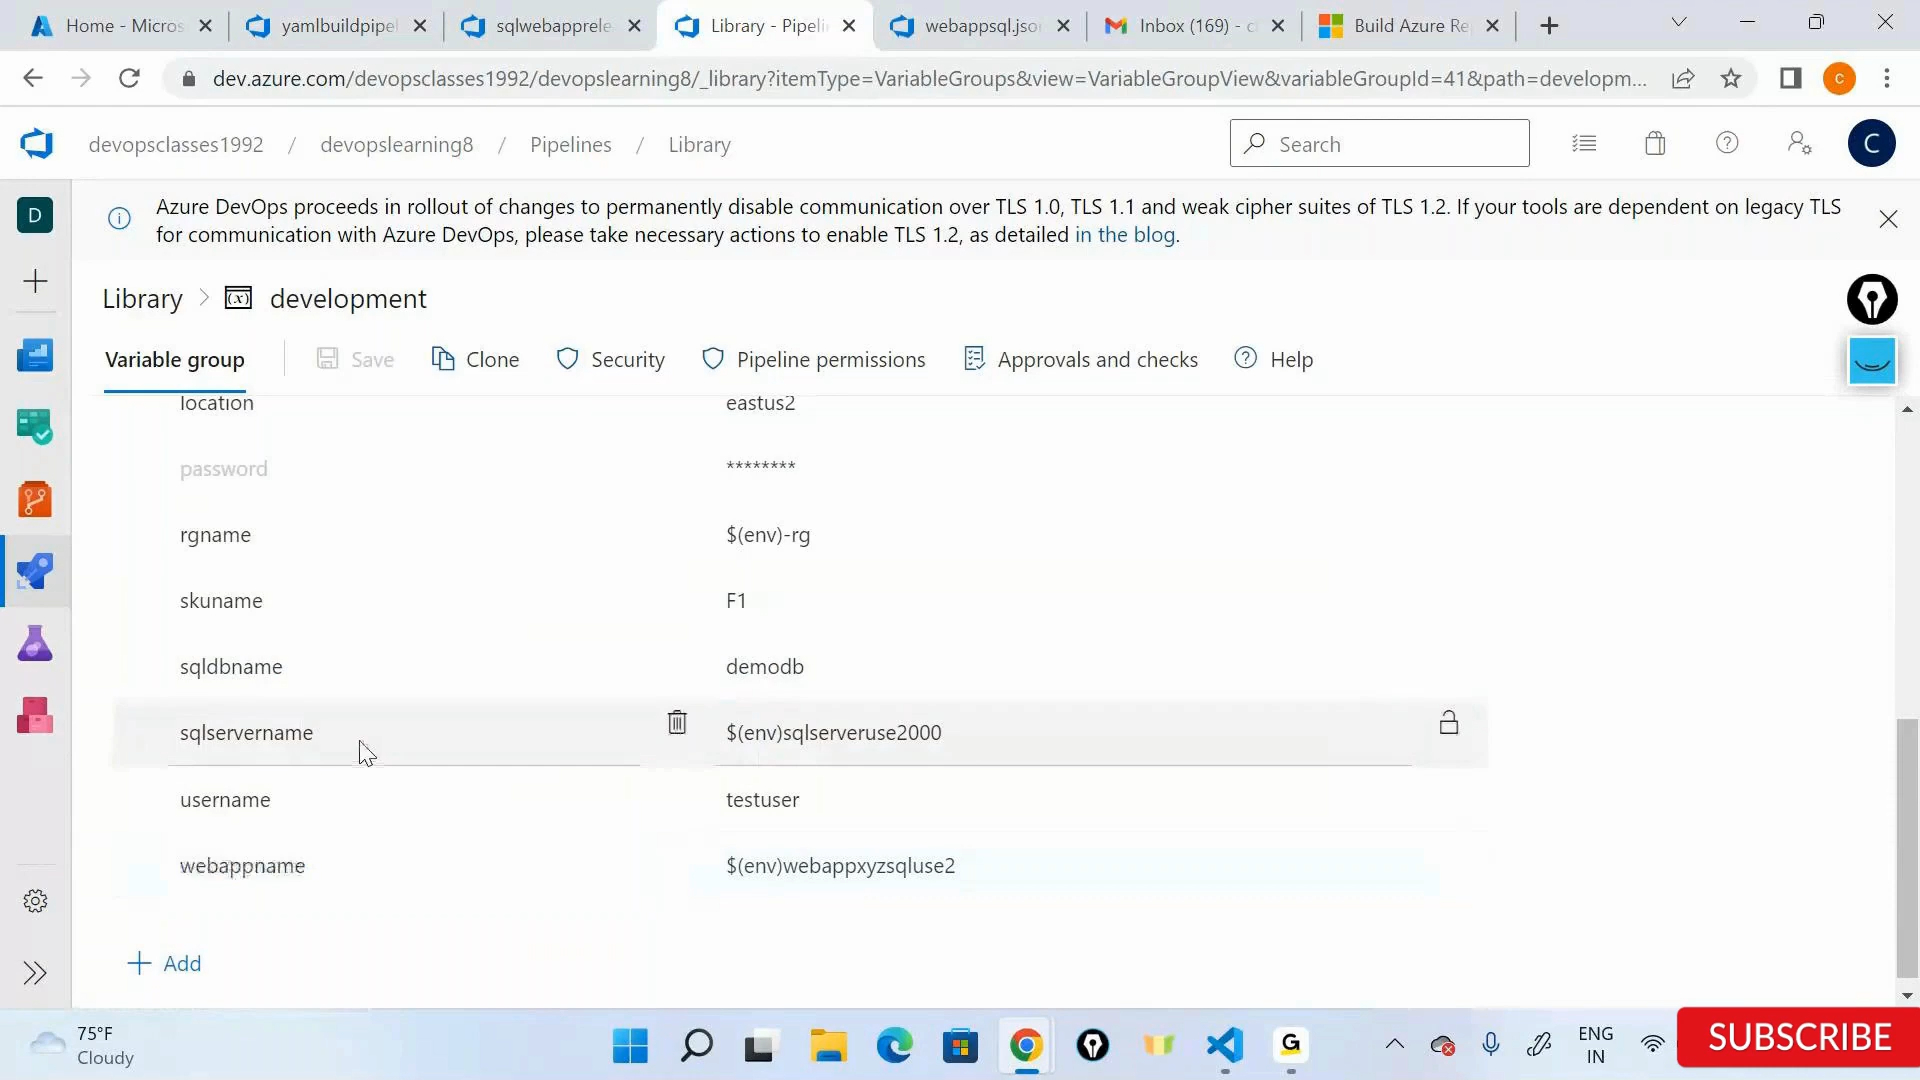 Home - Micros
yamlbuildpipel
sqlwebapprele
Library - Pipeli
webappsql.jso
Inbox (169) - c
Build Azure Re
dev.azure.com/devopsclasses1992/devopslearning8/_library?itemType=VariableGroups&view=VariableGroupView&variableGroupId=41&path=developm...
c
devopsclasses1992 / devopslearning8 / Pipelines / Library
Search
C
D
Azure DevOps proceeds in rollout of changes to permanently disable communication over TLS 1.0, TLS 1.1 and weak cipher suites of TLS 1.2. If your tools are dependent on legacy TLS
for communication with Azure DevOps, please take necessary actions to enable TLS 1.2, as detailed in the blog.
Library > (x) development
Variable group
Save
Clone
Security
Pipeline permissions
Approvals and checks
Help
location eastus2
password ********
rgname $(env)-rg
skuname F1
sqldbname demodb
sqlservername $(env)sqlserveruse2000
username testuser
webappname $(env)webappxyzsqluse2
+ Add
75°F
Cloudy
G
ENG
IN
SUBSCRIBE